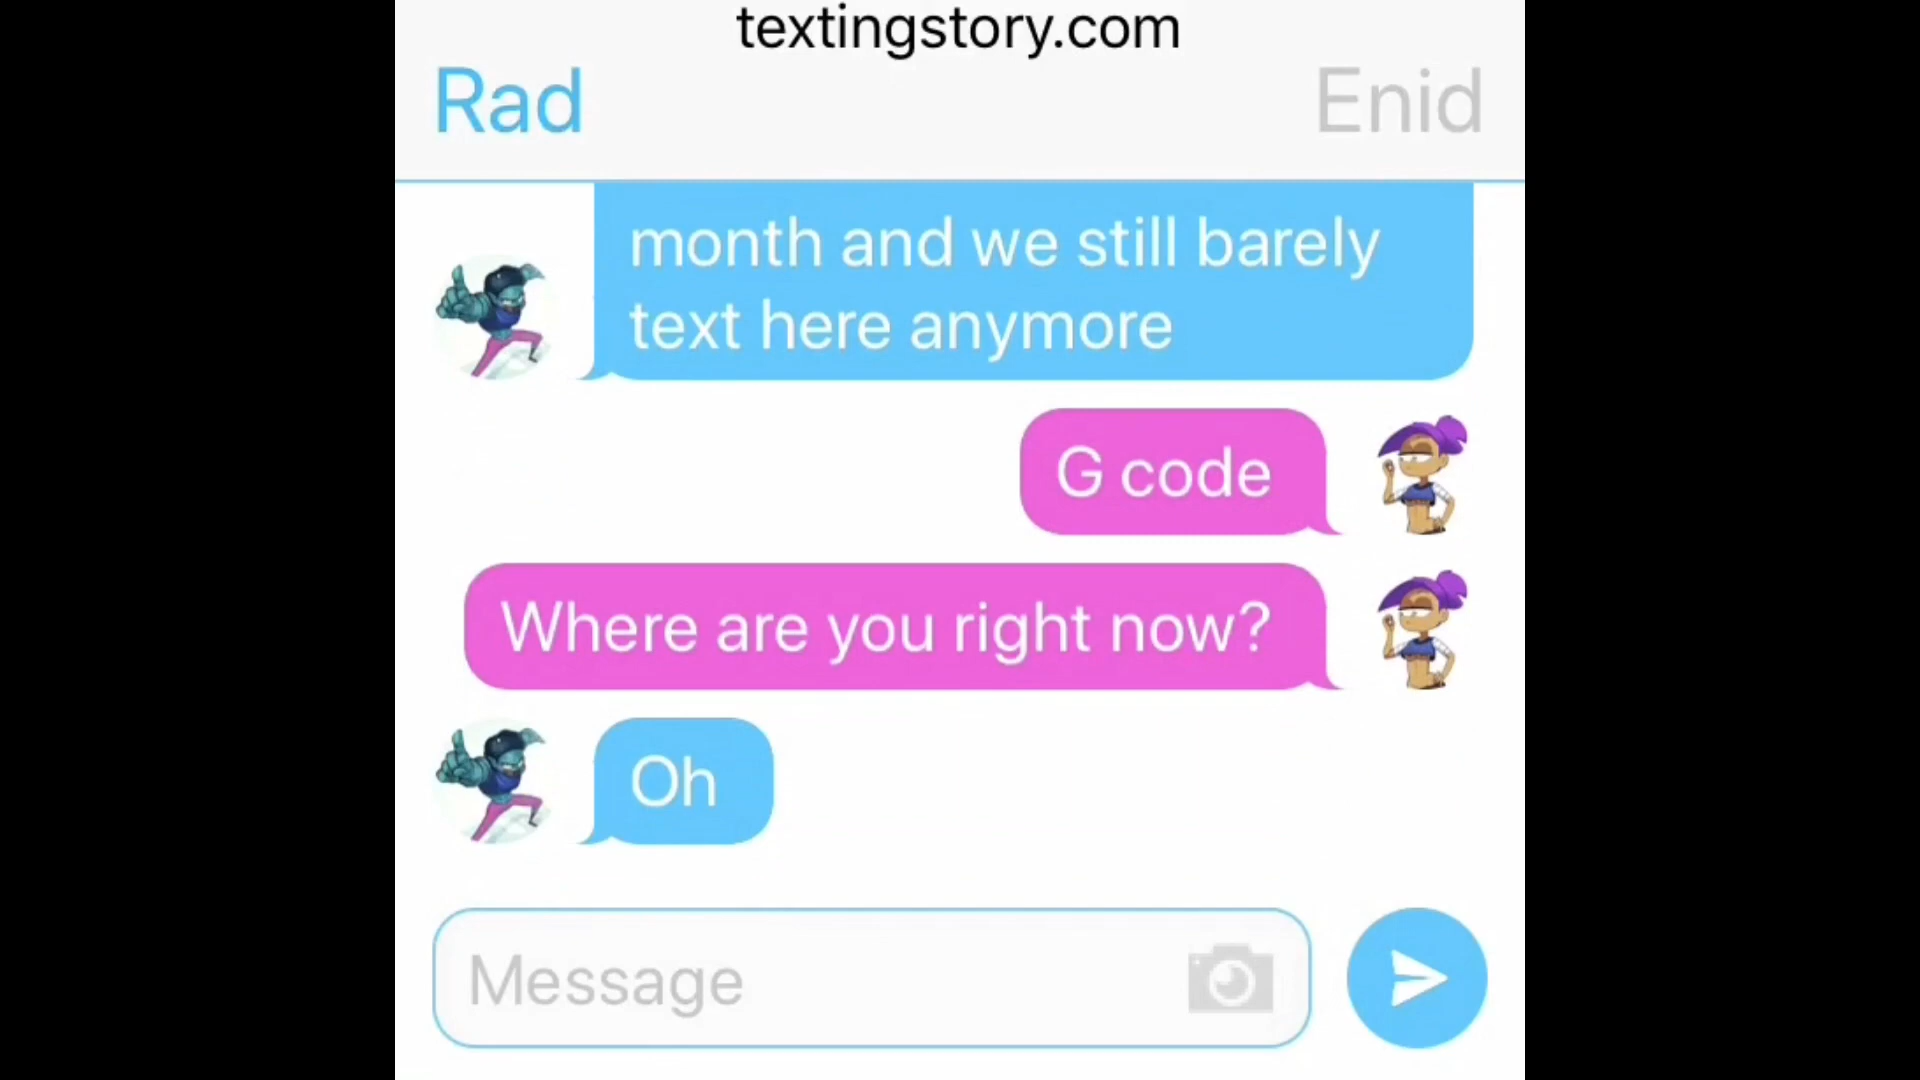 textingstory.com
Rad
Enid
month and we still barely
text here anymore
G code
Where are you right now?
Oh
Message